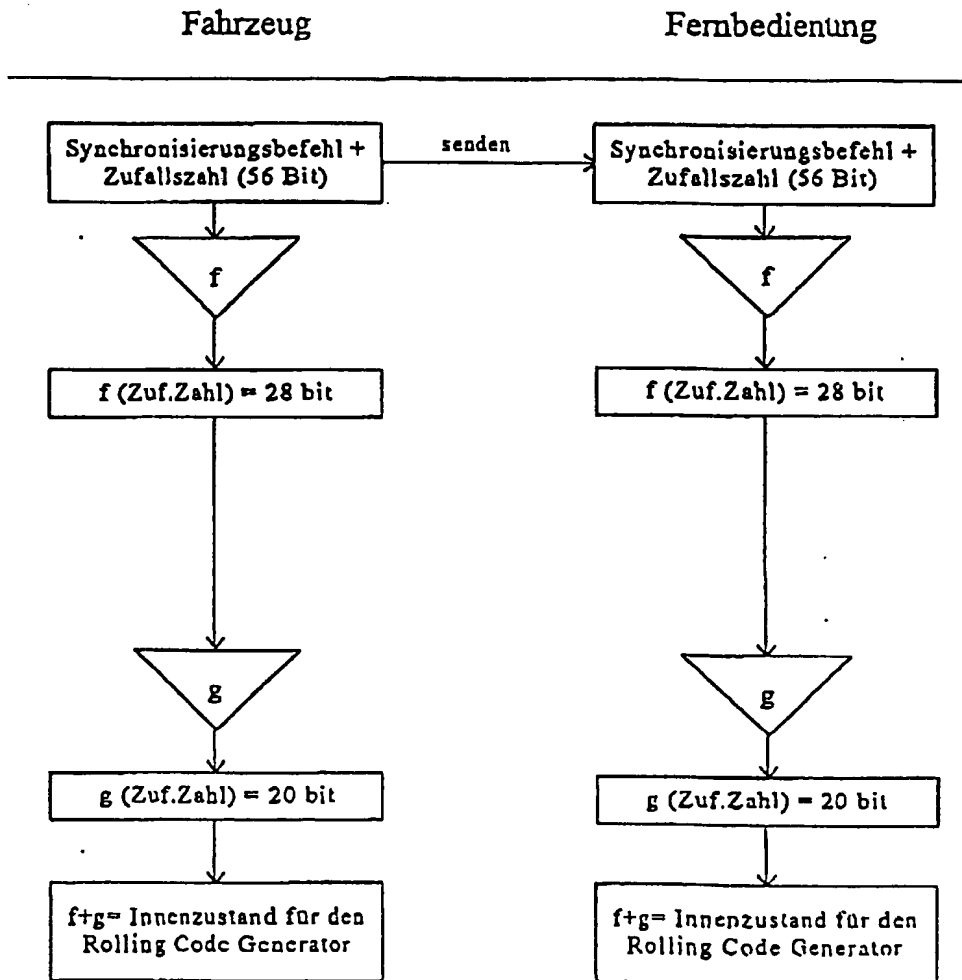 Fahrzeug
Fernbedienung
Synchronisierungsbefehl +
Zufallszahl (56 Bit)
senden
Synchronisierungsbefehl +
Zufallszahl (56 Bit)
f
f
f (Zuf.Zahl) = 28 bit
f (Zuf.Zahl) = 28 bit
g
g
g (Zuf.Zahl) = 20 bit
g (Zuf.Zahl) = 20 bit
f+g= Innenzustand für den
Rolling Code Generator
f+g= Innenzustand für den
Rolling Code Generator